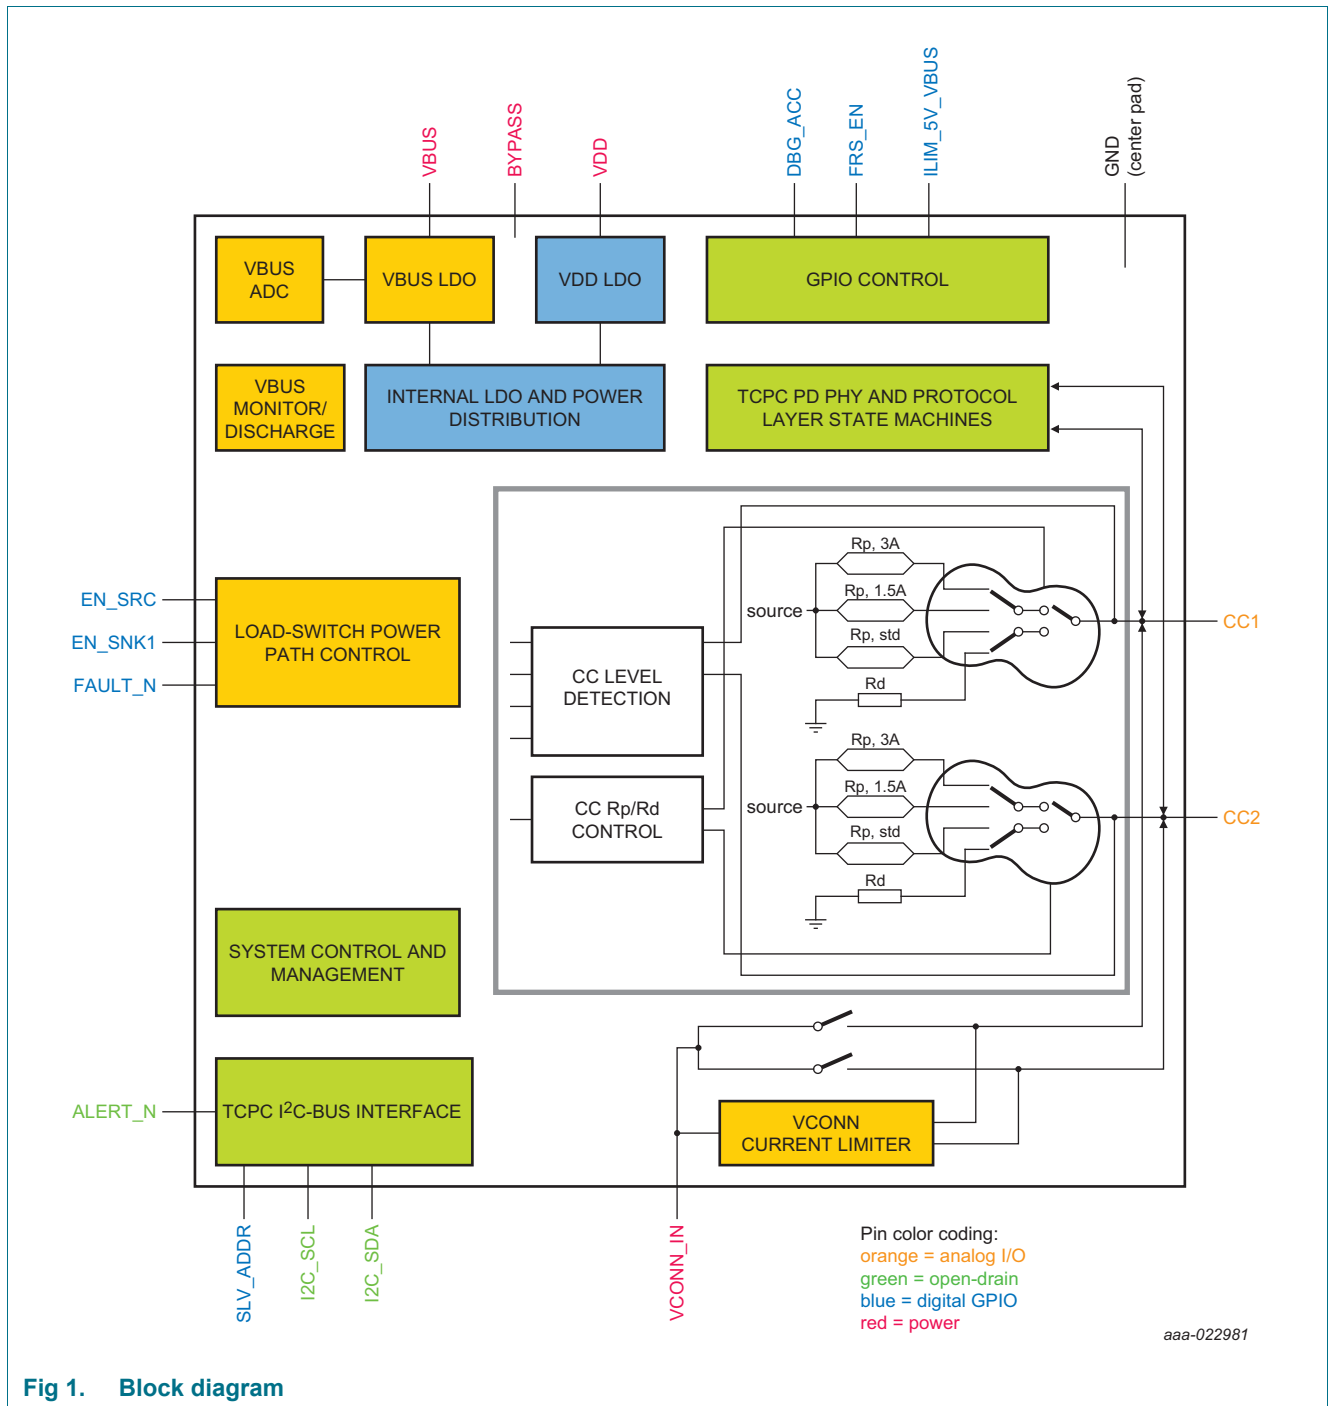 VBUS
BYPASS
VDD
DBG_ACC
FRS_EN
ILIM_5V_VBUS
GND
(center pad)
VBUS
ADC
VBUS LDO
VDD LDO
GPIO CONTROL
VBUS
MONITOR/
DISCHARGE
INTERNAL LDO AND POWER
DISTRIBUTION
TCPC PD PHY AND PROTOCOL
LAYER STATE MACHINES
EN_SRC
EN_SNK1
FAULT_N
LOAD-SWITCH POWER
PATH CONTROL
CC LEVEL
DETECTION
CC Rp/Rd
CONTROL
source
Rp, 3A
Rp, 1.5A
Rp, std
Rd
CC1
source
Rp, 3A
Rp, 1.5A
Rp, std
Rd
CC2
SYSTEM CONTROL AND
MANAGEMENT
ALERT_N
TCPC I²C-BUS INTERFACE
VCONN
CURRENT LIMITER
SLV_ADDR
I2C_SCL
I2C_SDA
VCONN_IN
Pin color coding:
orange = analog I/O
green = open-drain
blue = digital GPIO
red = power
aaa-022981
Fig 1. Block diagram